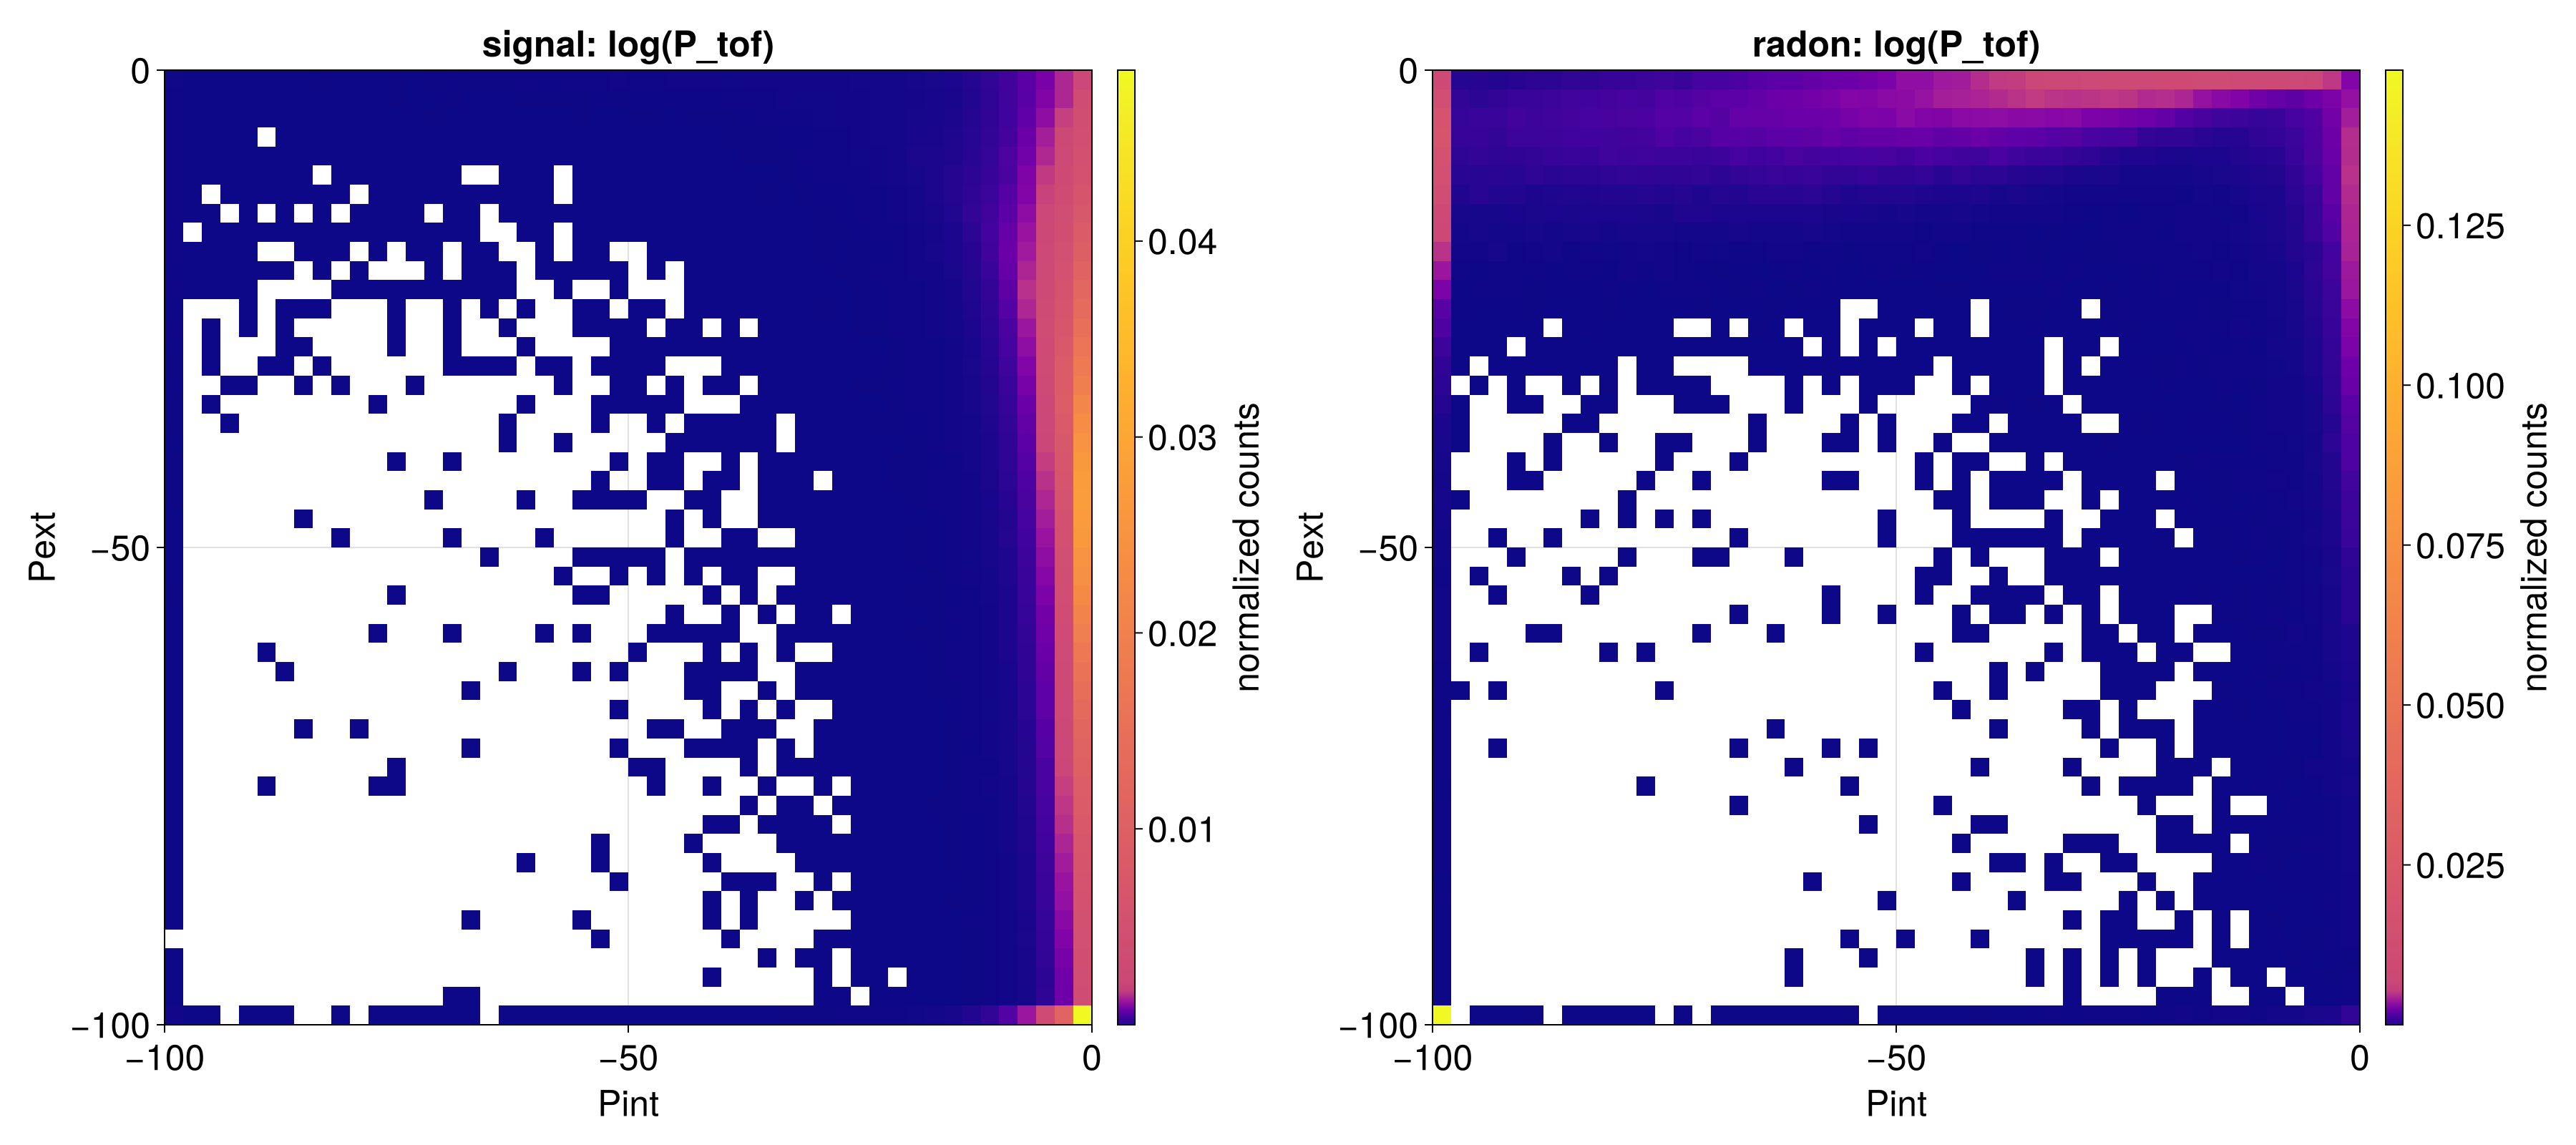 signal: log(P_tof)
0
−50
−100
Pext
−100
−50
0
Pint
0.04
0.03
0.02
0.01
normalized counts
radon: log(P_tof)
0
−50
−100
Pext
−100
−50
0
Pint
0.125
0.100
0.075
0.050
0.025
normalized counts